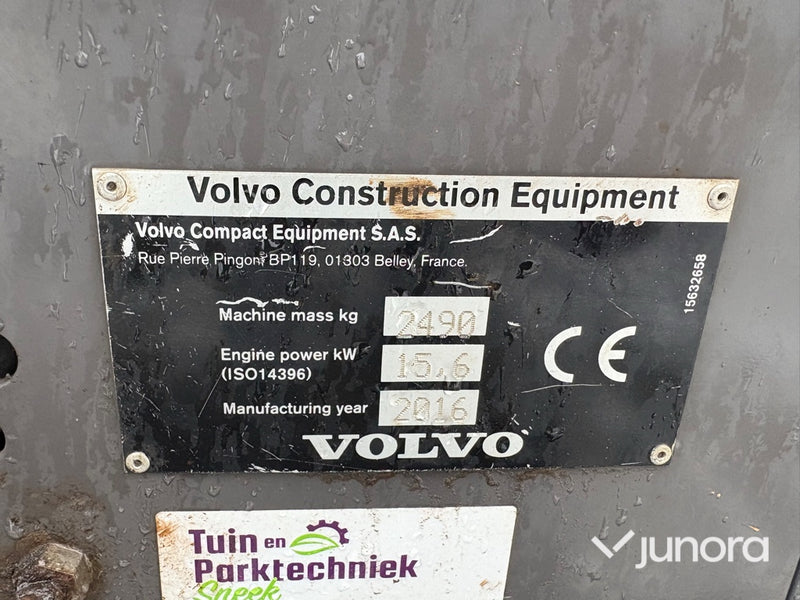 Volvo Construction Equipment
Volvo Compact Equipment S.A.S.
Rue Pierre Pingon, BP119, 01303 Belley, France.
Machine mass kg 2490
Engine power kW 15,6
(ISO14396)
Manufacturing year 2016
CE
VOLVO
15632658
Tuin en
Parktechniek
Sneek
junora